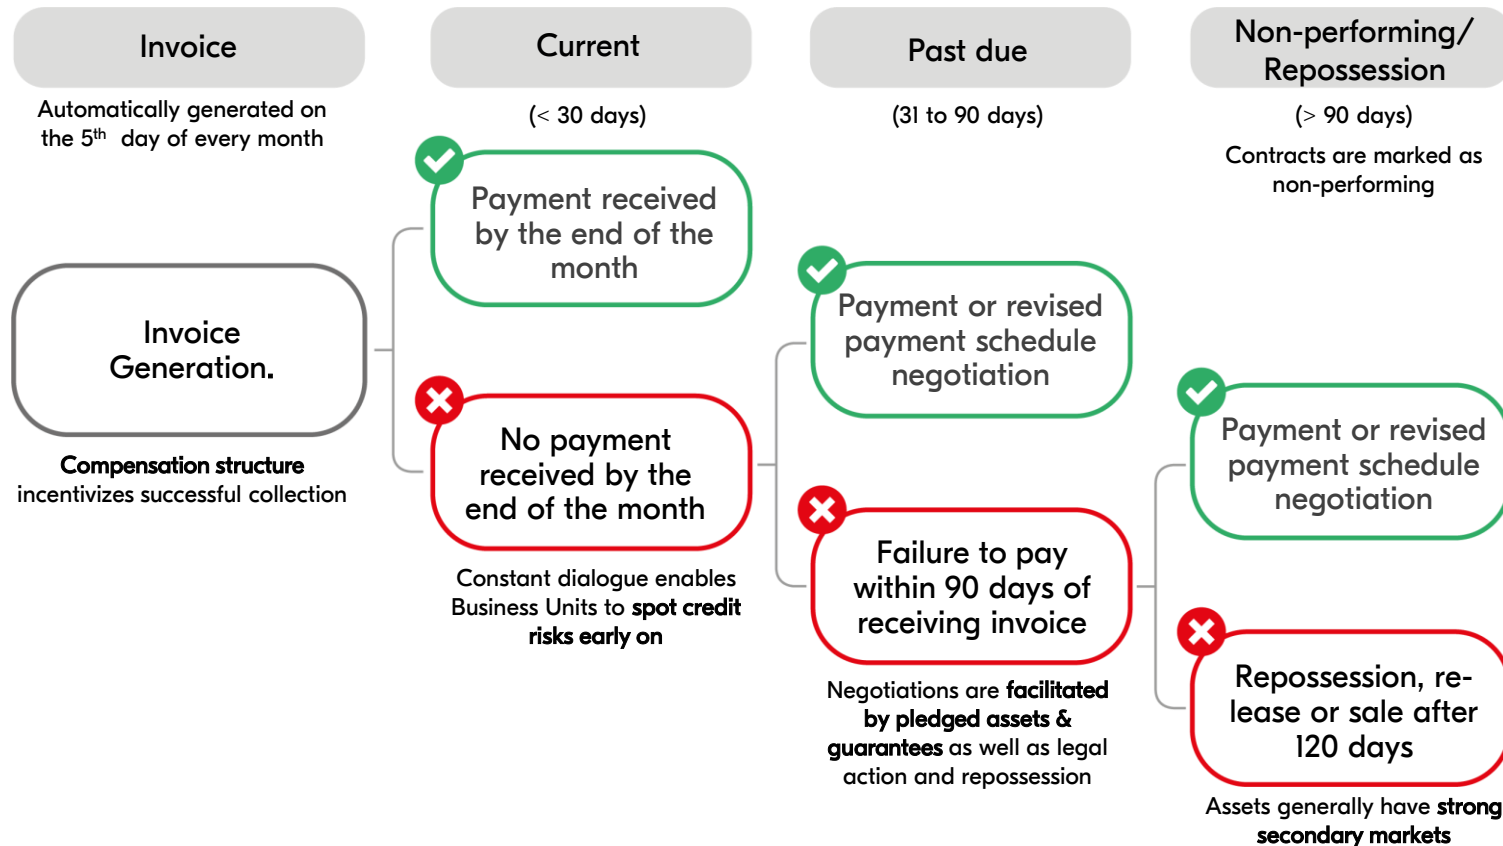 Invoice
Automatically generated on
the 5th day of every month
Invoice
Generation.
Compensation structure
incentivizes successful collection
Current
(< 30 days)
Payment received
by the end of the
month
No payment
received by the
end of the month
Constant dialogue enables
Business Units to spot credit
risks early on
Past due
(31 to 90 days)
Payment or revised
payment schedule
negotiation
Failure to pay
within 90 days of
receiving invoice
Negotiations are facilitated
by pledged assets &
guarantees as well as legal
action and repossession
Non-performing/
Repossession
(> 90 days)
Contracts are marked as
non-performing
Payment or revised
payment schedule
negotiation
Repossession, re-
lease or sale after
120 days
Assets generally have strong
secondary markets